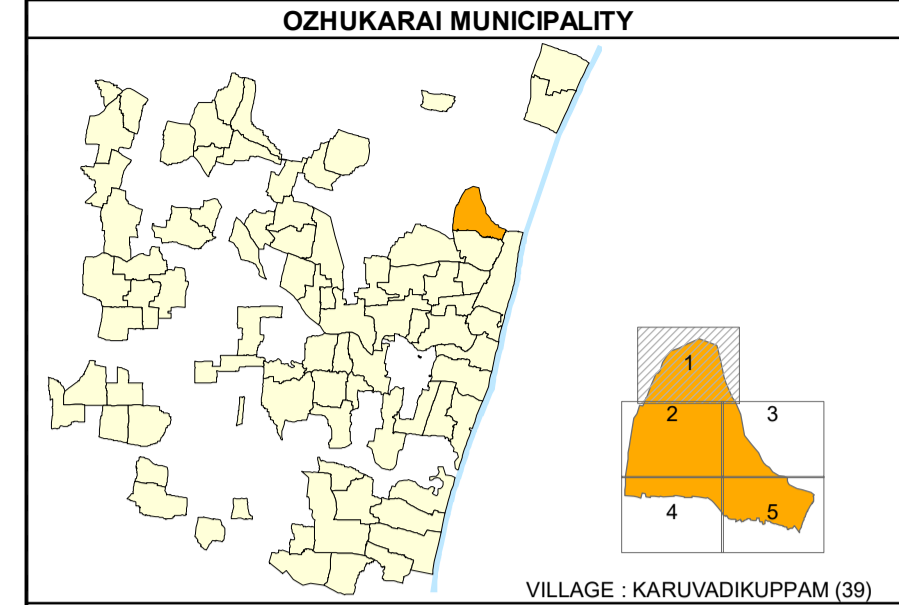 OZHUKARAI MUNICIPALITY
1
2 3
4 5
VILLAGE : KARUVADIKUPPAM (39)